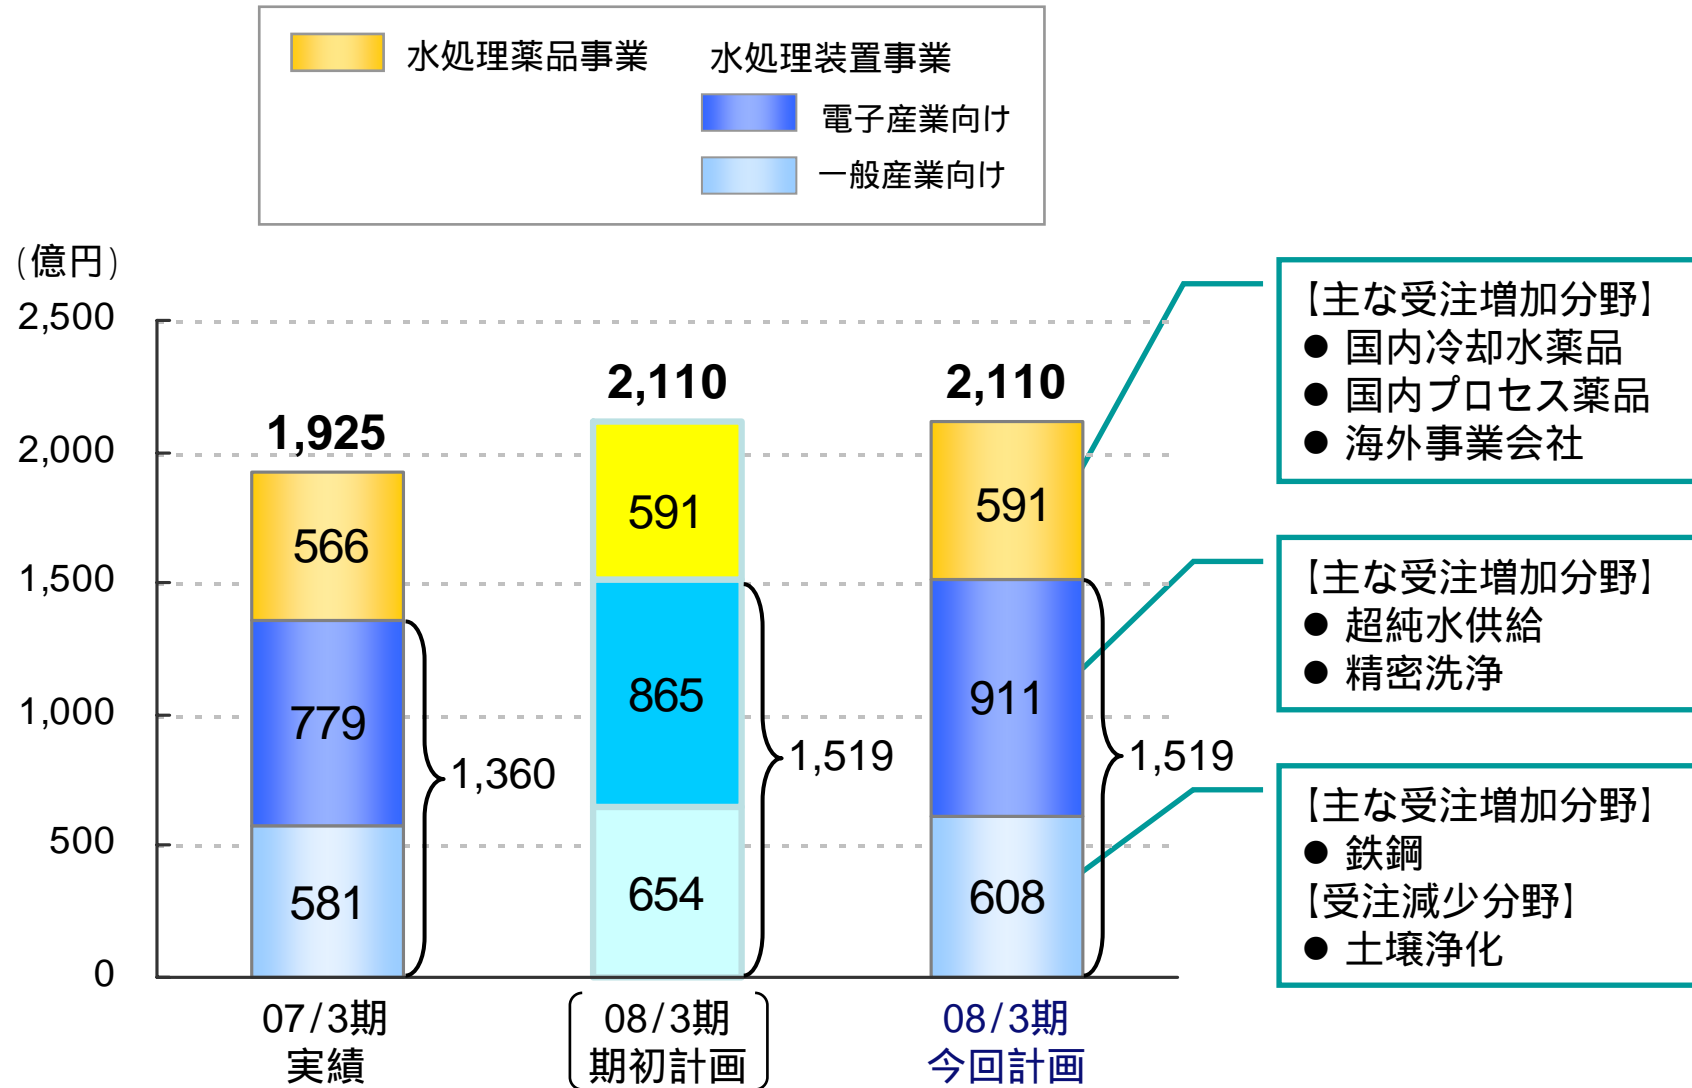 水処理薬品事業
水処理装置事業
電子産業向け
一般産業向け
(億円)
2,500
2,000
1,500
1,000
500
0
1,925
566
779
581
1,360
2,110
591
865
654
1,519
2,110
591
911
608
1,519
07/3期
実績
08/3期
期初計画
08/3期
今回計画
【主な受注増加分野】
● 国内冷却水薬品
● 国内プロセス薬品
● 海外事業会社
【主な受注増加分野】
● 超純水供給
● 精密洗浄
【主な受注増加分野】
● 鉄鋼
【受注減少分野】
● 土壌浄化